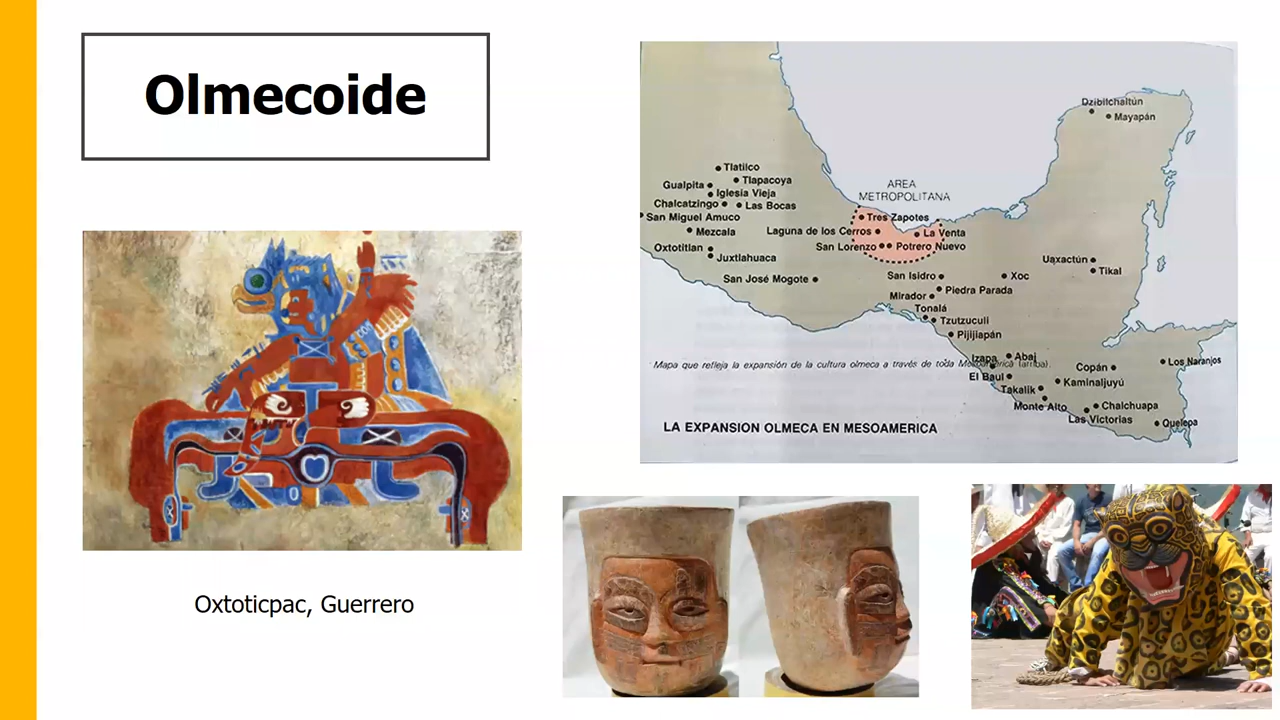 Olmecoide
Oxtoticpac, Guerrero
Dzibilchaltún
Mayapán
Tlatilco
Tlapacoya
Gualpita
Iglesia Vieja
Chalcatzingo
Las Bocas
San Miguel Amuco
Mezcala
Oxtotitlan
Juxtlahuaca
San José Mogote
AREA
METROPOLITANA
Tres Zapotes
Laguna de los Cerros
La Venta
San Lorenzo
Potrero Nuevo
Uaxactún
Tikal
San Isidro
Xoc
Piedra Parada
Mirador
Tonalá
Tzutzuculi
Pijijiapán
Izapa
Abaj
Los Naranjos
Copán
El Baul
Kaminaljuyú
Takalik
Monte Alto
Chalchuapa
Las Victorias
Quelepa
Mapa que refleja la expansión de la cultura olmeca a través de toda Mesoamérica (arriba).
LA EXPANSION OLMECA EN MESOAMERICA